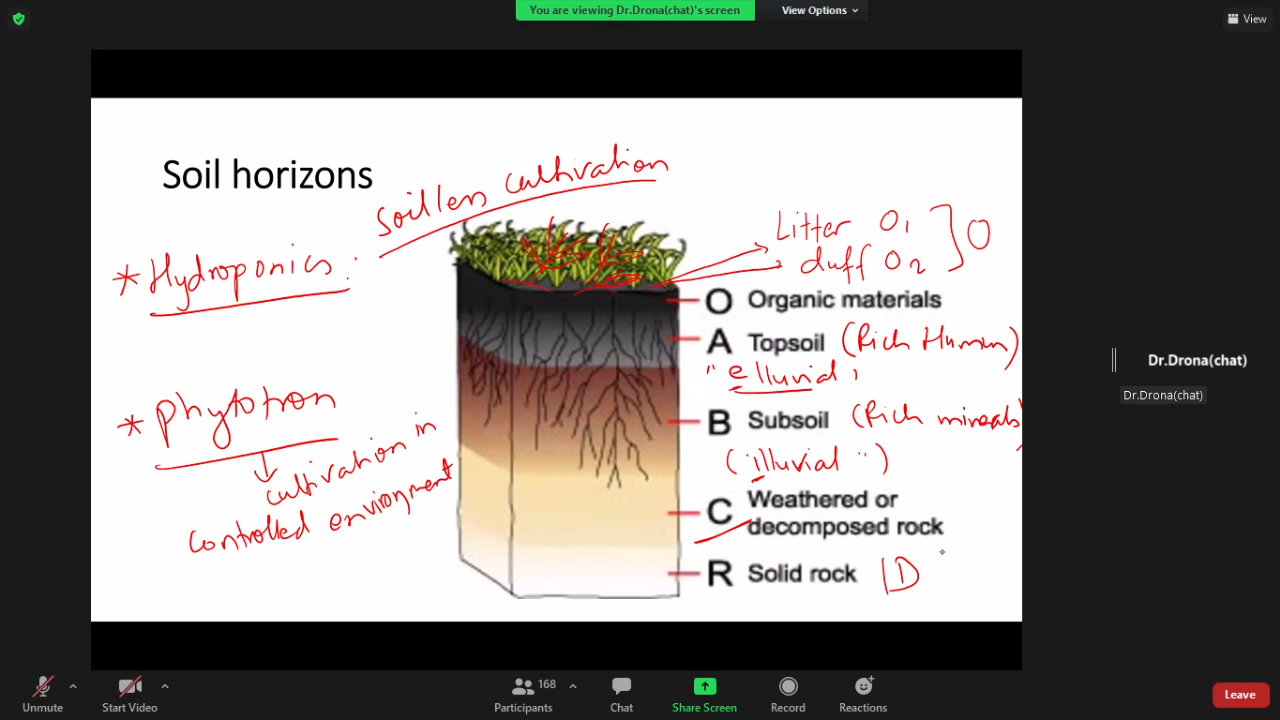 You are viewing Dr.Drona(chat)'s screen
View Options
View
Soil horizons
soilless cultivation
* Hydroponics :
Litter O1
duff O2 ] O
O Organic materials
A Topsoil (Rich Human)
"elluvial"
* Phytotron
cultivation in
controlled environment
B Subsoil (Rich minerals)
(illuvial)
C Weathered or
decomposed rock
R Solid rock | D
Dr.Drona(chat)
Dr.Drona(chat)
Unmute
Start Video
168
Participants
Chat
Share Screen
Record
Reactions
Leave